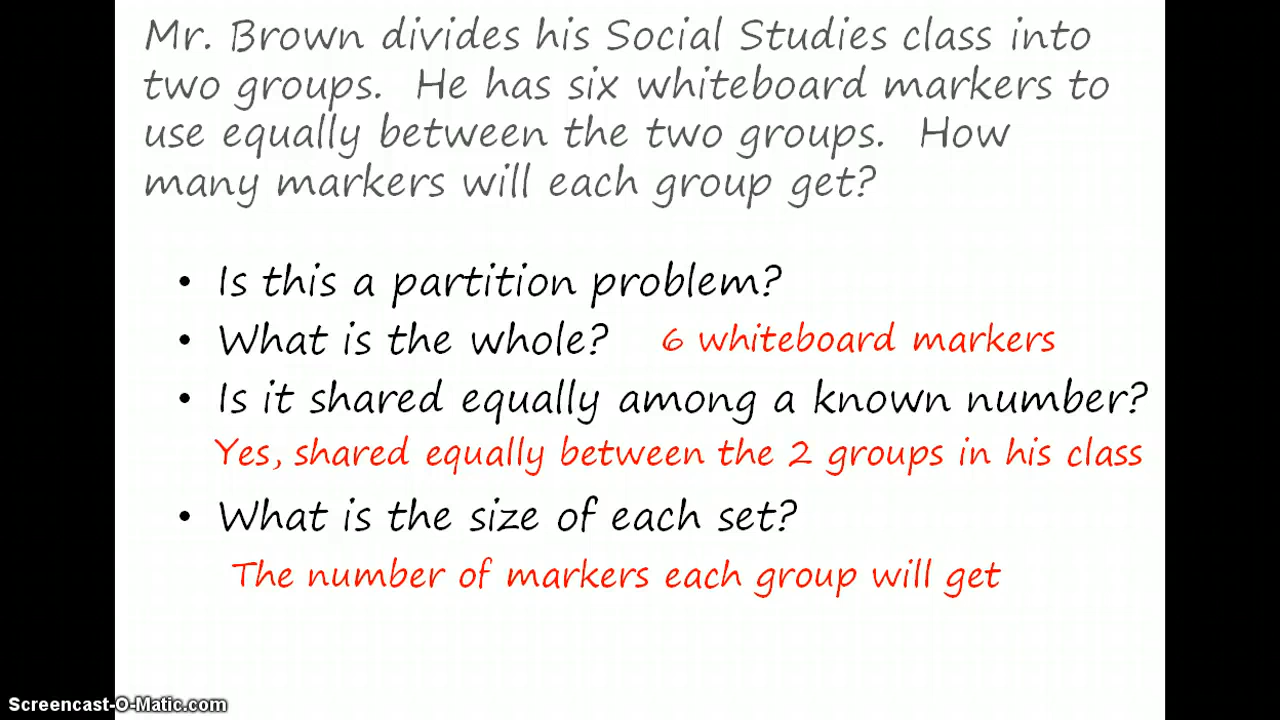 Mr. Brown divides his Social Studies class into
two groups. He has six whiteboard markers to
use equally between the two groups. How
many markers will each group get?
• Is this a partition problem?
• What is the whole? 6 whiteboard markers
• Is it shared equally among a known number?
Yes, shared equally between the 2 groups in his class
• What is the size of each set?
The number of markers each group will get
Screencast-O-Matic.com